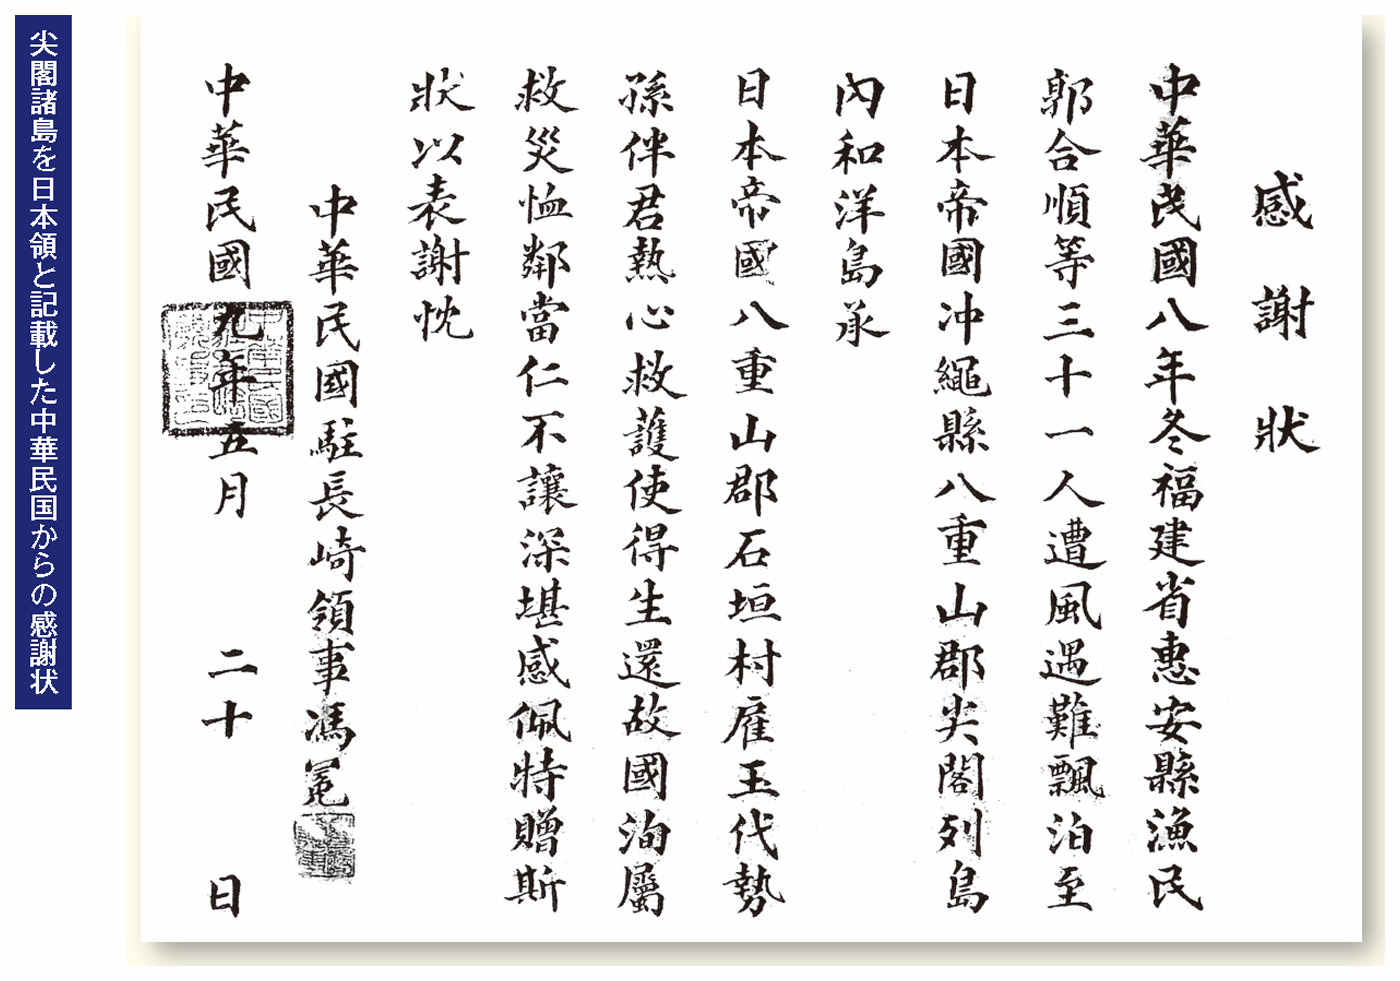 尖閣諸島を日本領と記載した中華民国からの感謝状
感謝狀
中華民國八年冬福建省惠安縣漁民
郭合順等三十一人遭風遇難飄泊至
日本帝國冲繩縣八重山郡尖閣列島
內和洋島承
日本帝國八重山郡石垣村雇玉代勢
孫伴君熱心救護使得生還故國洵屬
救災恤鄰當仁不讓深堪感佩特贈斯
狀以表謝忱
中華民國駐長崎領事馮冕
中華民國九年五月二十日